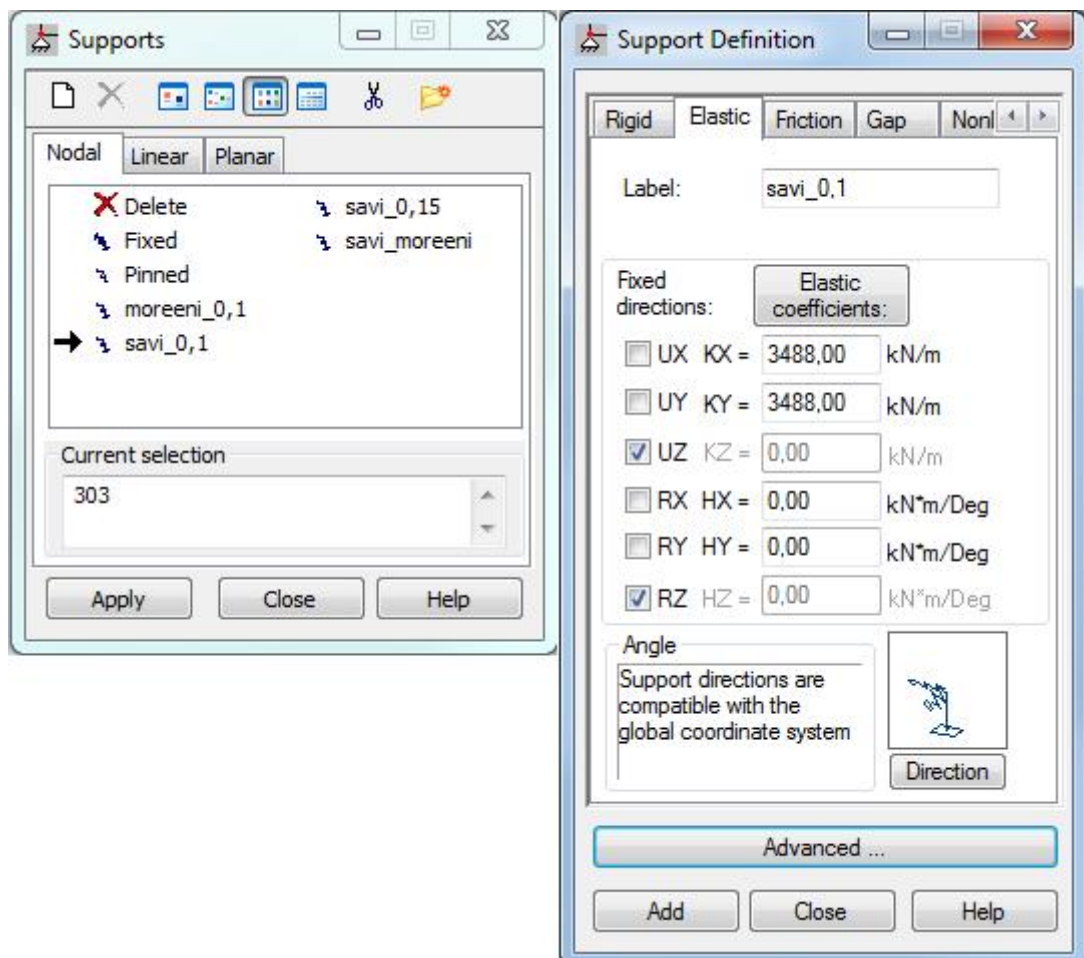 Supports
Nodal Linear Planar
Delete
Fixed
Pinned
moreeni_0,1
savi_0,1
savi_0,15
savi_moreeni
Current selection
303
Apply Close Help
Support Definition
Rigid Elastic Friction Gap Nonl
Label: savi_0,1
Fixed
directions:
Elastic
coefficients:
UX KX = 3488,00 kN/m
UY KY = 3488,00 kN/m
UZ KZ = 0,00 kN/m
RX HX = 0,00 kN*m/Deg
RY HY = 0,00 kN*m/Deg
RZ HZ = 0,00 kN*m/Deg
Angle
Support directions are
compatible with the
global coordinate system
Direction
Advanced ...
Add Close Help